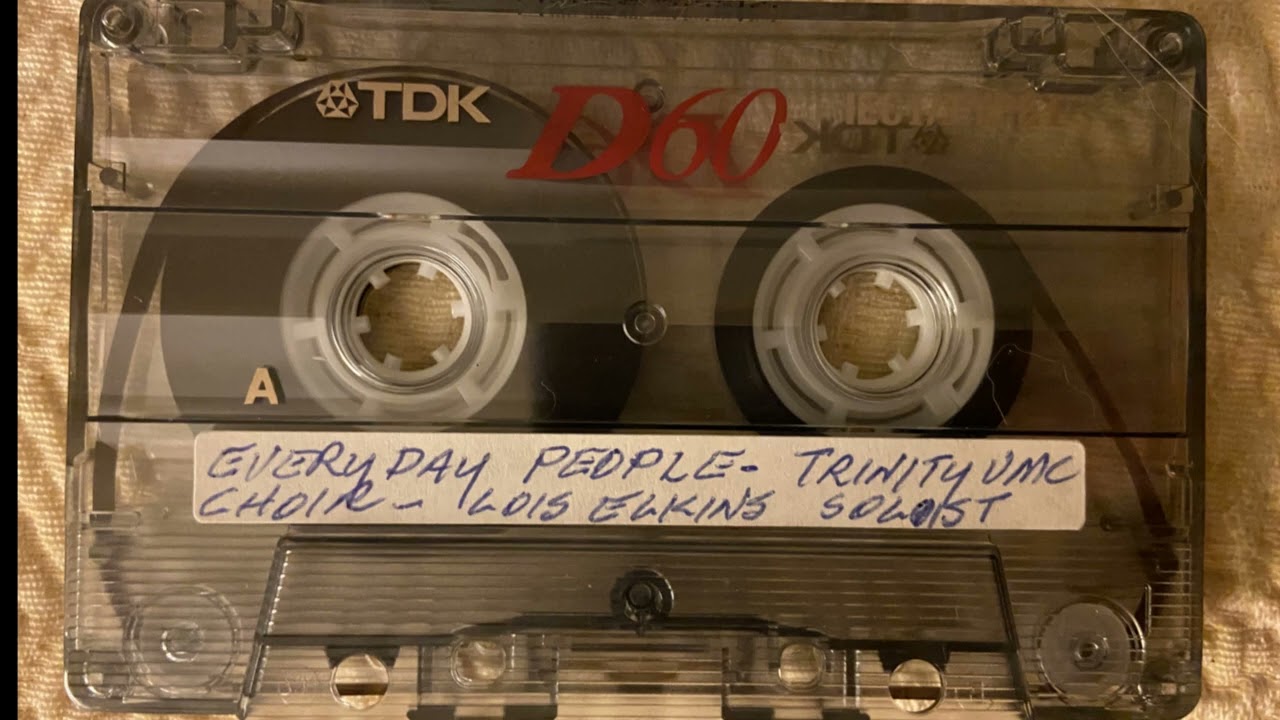 TDK
D60
A
EVERYDAY PEOPLE- TRINITY UMC
CHOIR - LOIS ELKINS SOLOIST